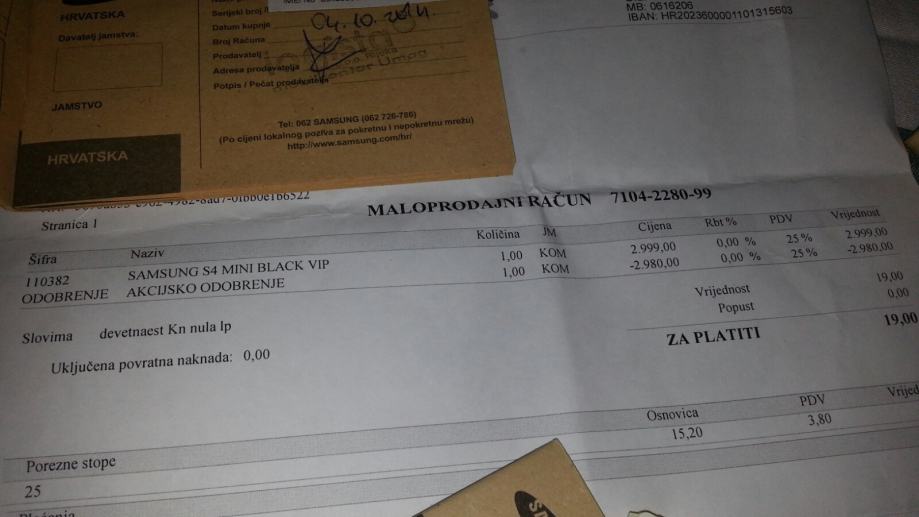 HRVATSKA
Davatelj jamstva:
JAMSTVO
HRVATSKA
Serijski broj /
Datum kupnje 04.10.2014.
Broj Računa
Prodavatelj
Adresa prodavatelja
Potpis / Pečat prodavatelja
Tel: 062 SAMSUNG (062 726-786)
(Po cijeni lokalnog poziva za pokretnu i nepokretnu mrežu)
http://www.samsung.com/hr/
MB: 0616206
IBAN: HR2023600001101315603
Stranica 1
MALOPRODAJNI RAČUN 7104-2280-99
Šifra Naziv Količina JM Cijena Rbt % PDV Vrijednost
110382 SAMSUNG S4 MINI BLACK VIP 1,00 KOM 2.999,00 0,00 % 25 % 2.999,00
ODOBRENJE AKCIJSKO ODOBRENJE 1,00 KOM -2.980,00 0,00 % 25 % -2.980,00
Vrijednost 19,00
Popust 0,00
Slovima devetnaest Kn nula lp
ZA PLATITI 19,00
Uključena povratna naknada: 0,00
Porezne stope Osnovica PDV
25 15,20 3,80